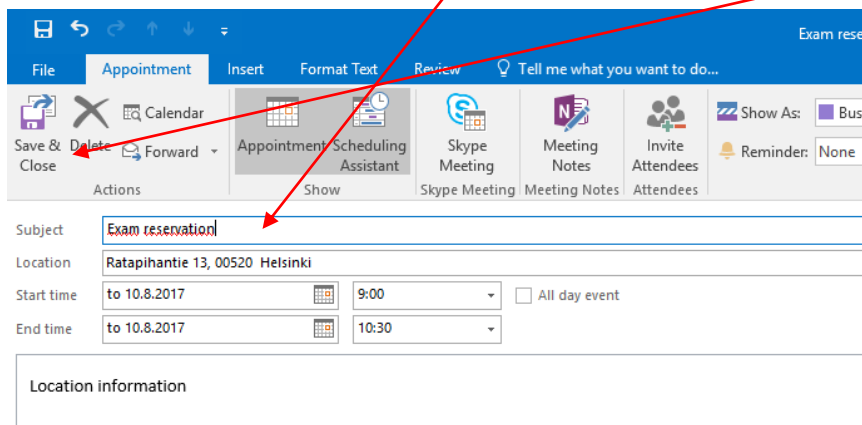 Exam rese
File Appointment Insert Format Text Review Tell me what you want to do...
Save & Close
Delete
Calendar
Forward
Actions
Appointment
Scheduling Assistant
Show
Skype Meeting
Skype Meeting
Meeting Notes
Meeting Notes
Invite Attendees
Attendees
Show As: Bus
Reminder: None
Subject Exam reservation
Location Ratapihantie 13, 00520 Helsinki
Start time to 10.8.2017 9:00 All day event
End time to 10.8.2017 10:30
Location information